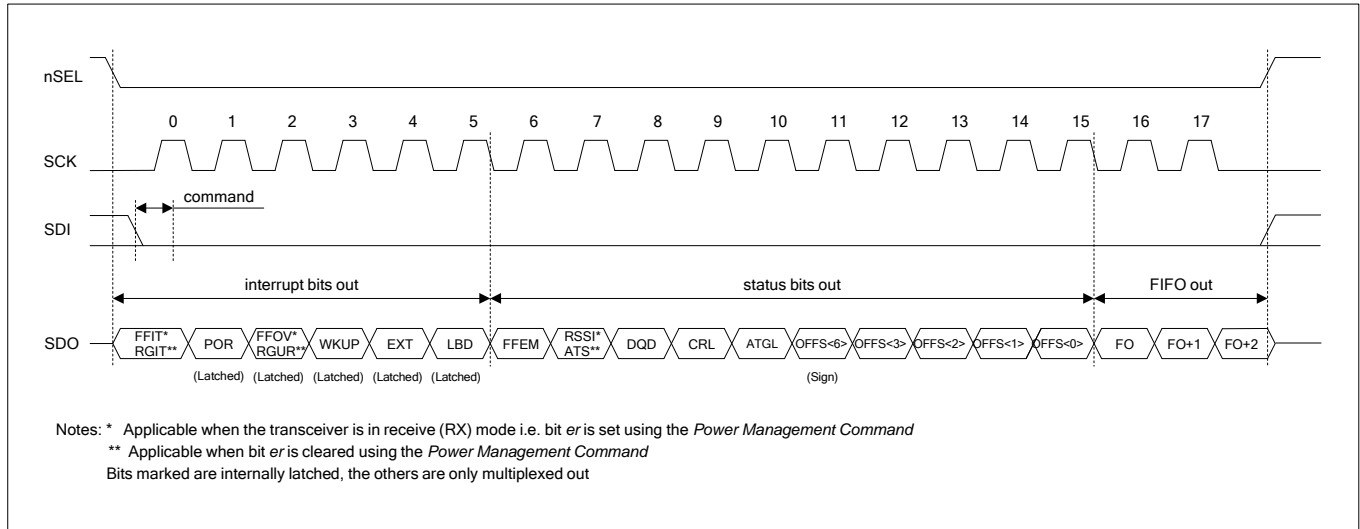 nSEL
0 1 2 3 4 5 6 7 8 9 10 11 12 13 14 15 16 17
SCK
command
SDI
interrupt bits out status bits out FIFO out
SDO FFIT* RGIT** POR FFOV* RGUR** WKUP EXT LBD FFEM RSSI* ATS** DQD CRL ATGL OFFS<6> OFFS<3> OFFS<2> OFFS<1> OFFS<0> FO FO+1 FO+2
(Latched) (Latched) (Latched) (Latched) (Latched) (Sign)
Notes: * Applicable when the transceiver is in receive (RX) mode i.e. bit er is set using the Power Management Command
** Applicable when bit er is cleared using the Power Management Command
Bits marked are internally latched, the others are only multiplexed out